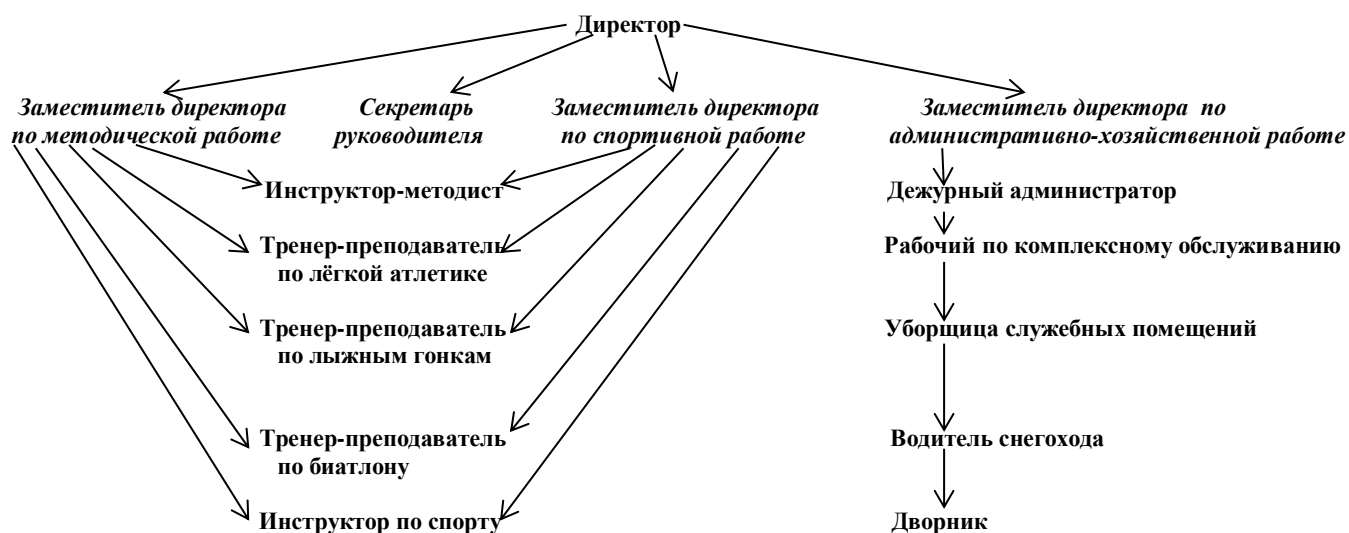 Директор
Заместитель директора
по методической работе
Секретарь
руководителя
Заместитель директора
по спортивной работе
Заместитель директора по
административно-хозяйственной работе
Инструктор-методист
Дежурный администратор
Тренер-преподаватель
по лёгкой атлетике
Рабочий по комплексному обслуживанию
Тренер-преподаватель
по лыжным гонкам
Уборщица служебных помещений
Тренер-преподаватель
по биатлону
Водитель снегохода
Инструктор по спорту
Дворник